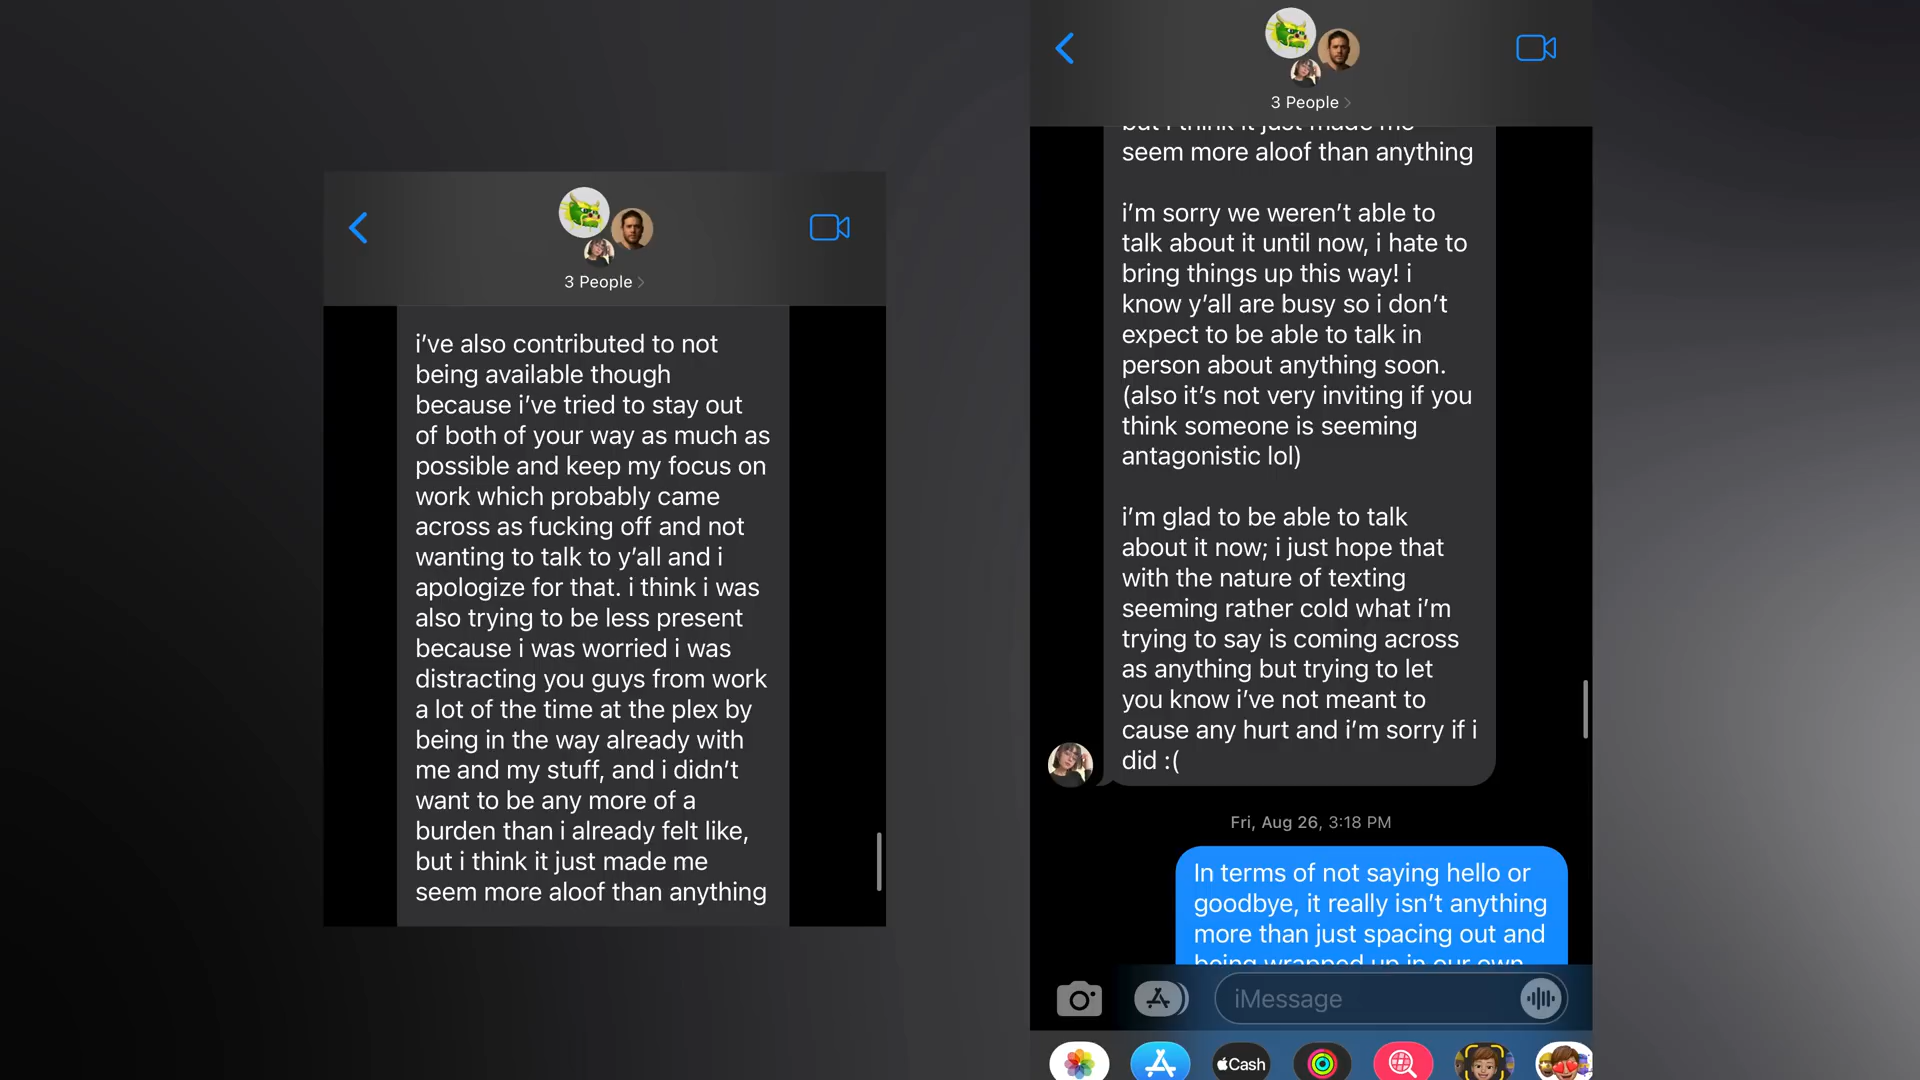 3 People
i've also contributed to not
being available though
because i've tried to stay out
of both of your way as much as
possible and keep my focus on
work which probably came
across as fucking off and not
wanting to talk to y'all and i
apologize for that. i think i was
also trying to be less present
because i was worried i was
distracting you guys from work
a lot of the time at the plex by
being in the way already with
me and my stuff, and i didn't
want to be any more of a
burden than i already felt like,
but i think it just made me
seem more aloof than anything
3 People
but i think it just made me
seem more aloof than anything
i'm sorry we weren't able to
talk about it until now, i hate to
bring things up this way! i
know y'all are busy so i don't
expect to be able to talk in
person about anything soon.
(also it's not very inviting if you
think someone is seeming
antagonistic lol)
i'm glad to be able to talk
about it now; i just hope that
with the nature of texting
seeming rather cold what i'm
trying to say is coming across
as anything but trying to let
you know i've not meant to
cause any hurt and i'm sorry if i
did :(
Fri, Aug 26, 3:18 PM
In terms of not saying hello or
goodbye, it really isn't anything
more than just spacing out and
being wrapped up in our own
iMessage
Cash